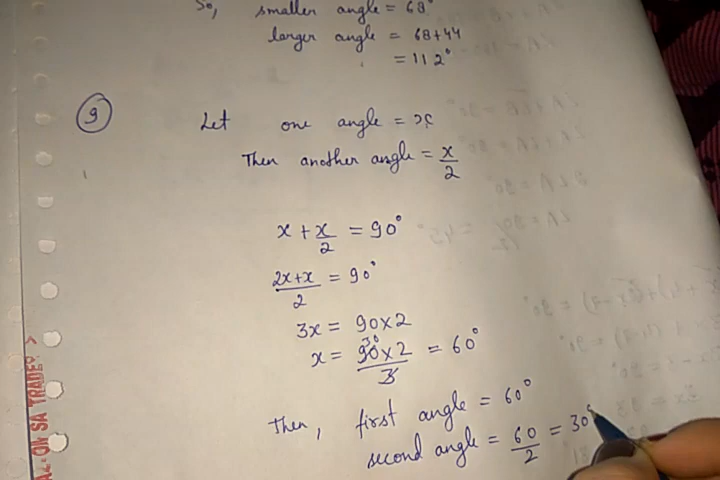 So, smaller angle = 68°
larger angle = 68+44
= 112°
9
Let one angle = x
Then another angle = x/2
x + x/2 = 90°
2x+x/2 = 90°
3x = 90×2
x = 90×2/3 = 60°
30
Then, first angle = 60°
second angle = 60/2 = 30°